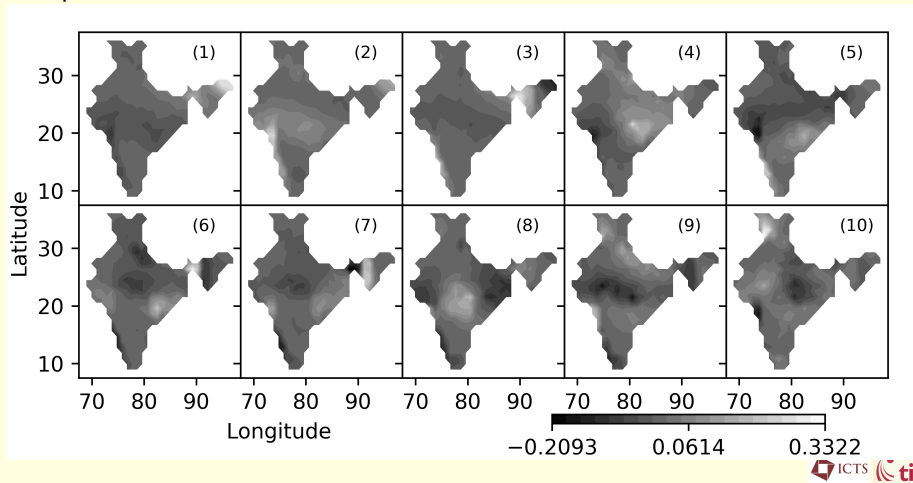 (1) (2) (3) (4) (5)
30
20
10
Latitude
(6) (7) (8) (9) (10)
30
20
10
70 80 90 70 80 90 70 80 90 70 80 90 70 80 90
Longitude
−0.2093 0.0614 0.3322
ICTS ti